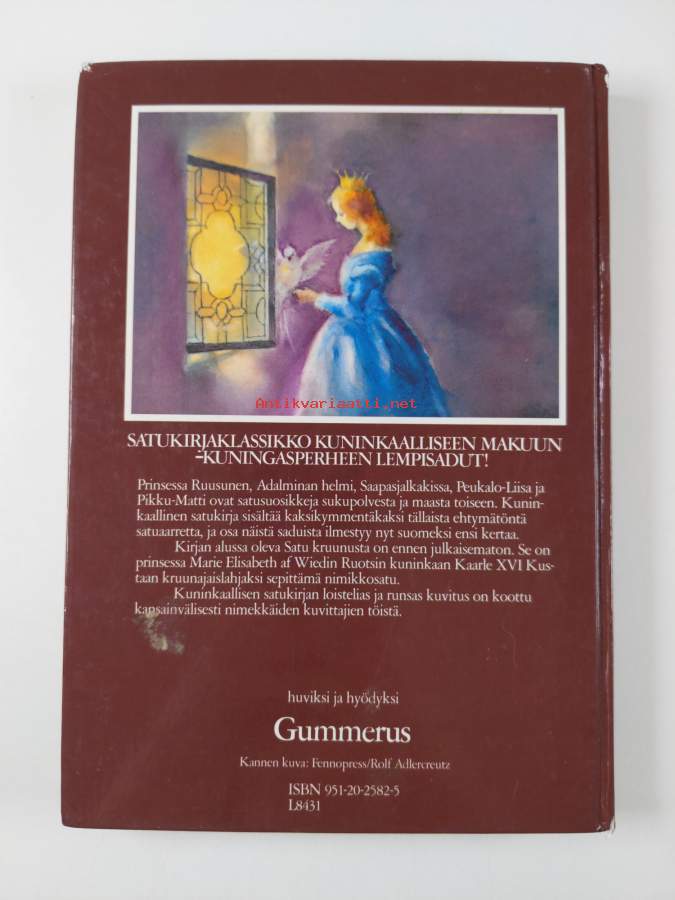 Antikvariaatti.net
SATUKIRJAKLASSIKKO KUNINKAALLISEEN MAKUUN
-KUNINGASPERHEEN LEMPISADUT!
Prinsessa Ruusunen, Adalminan helmi, Saapasjalkakissa, Peukalo-Liisa ja
Pikku-Matti ovat satusuosikkeja sukupolvesta ja maasta toiseen. Kunin-
kaallinen satukirja sisältää kaksikymmentäkaksi tällaista ehtymätöntä
satuaarretta, ja osa näistä saduista ilmestyy nyt suomeksi ensi kertaa.
Kirjan alussa oleva Satu kruunusta on ennen julkaisematon. Se on
prinsessa Marie Elisabeth af Wiedin Ruotsin kuninkaan Kaarle XVI Kus-
taan kruunajaislahjaksi sepittämä nimikkosatu.
Kuninkaallisen satukirjan loistelias ja runsas kuvitus on koottu
kansainvälisesti nimekkäiden kuvittajien töistä.
huviksi ja hyödyksi
Gummerus
Kannen kuva: Fennopress/Rolf Adlercreutz
ISBN 951-20-2582-5
L8431